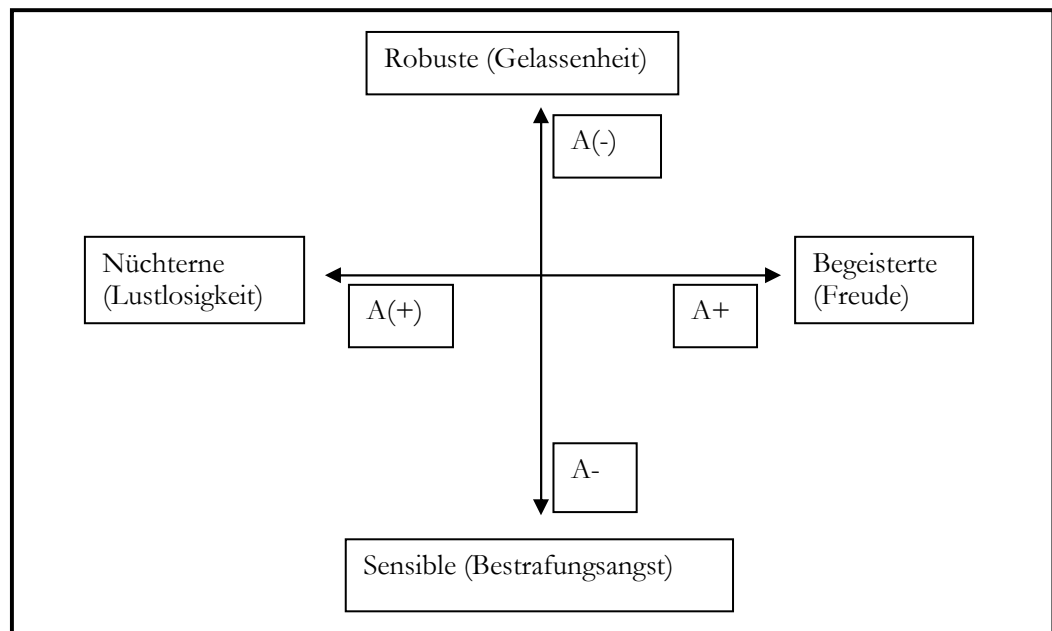 Robuste (Gelassenheit)
A(-)
Nüchterne
(Lustlosigkeit)
Begeisterte
(Freude)
A(+)
A+
A-
Sensible (Bestrafungsangst)